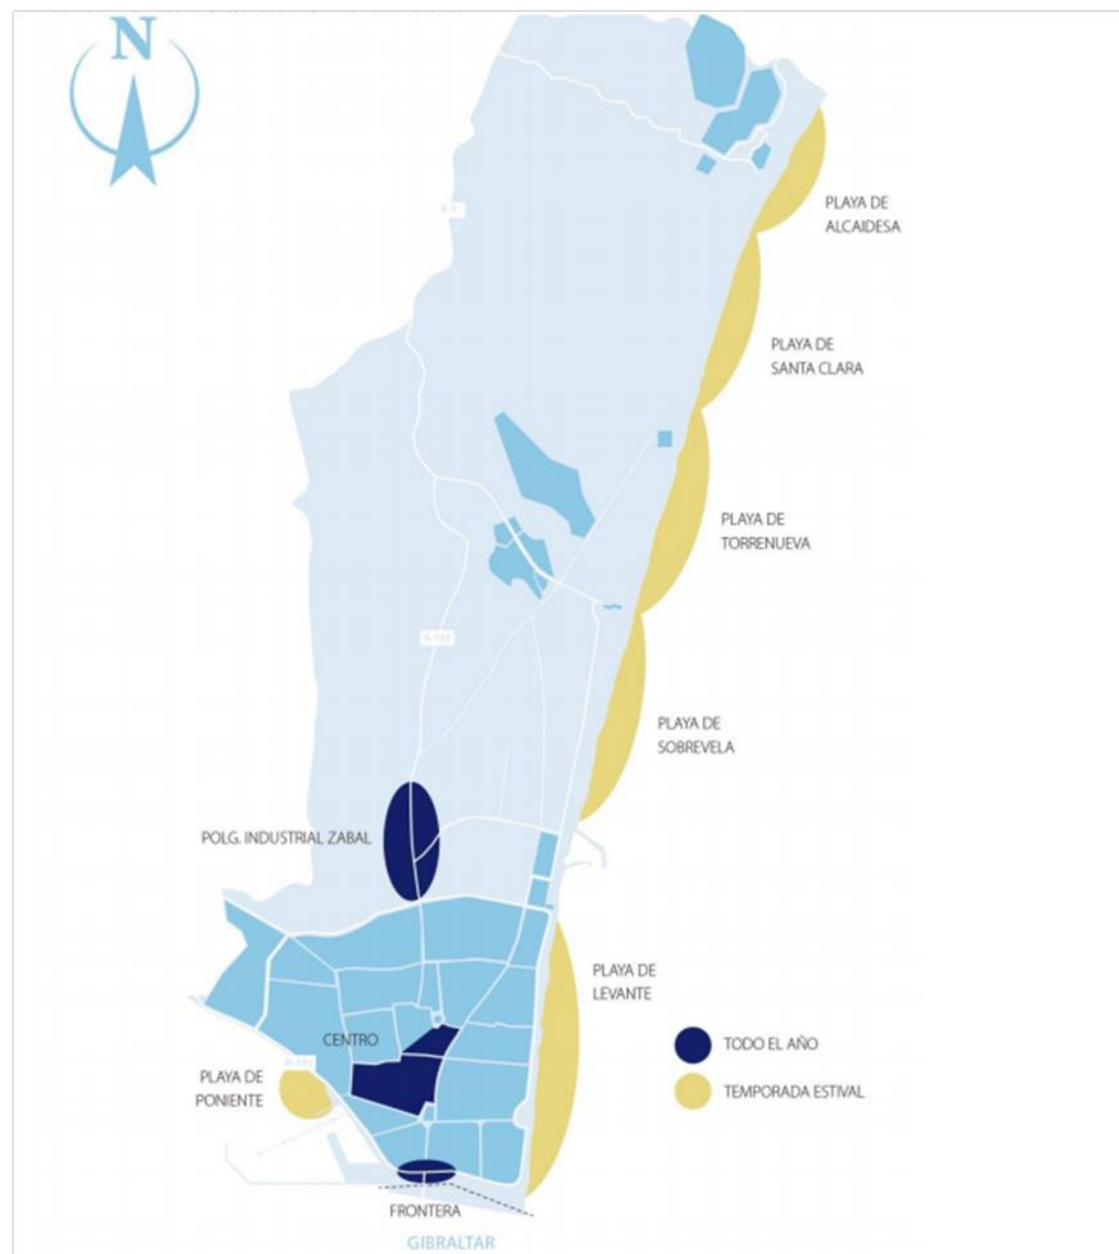 N
PLAYA DE
ALCAIDESA
PLAYA DE
SANTA CLARA
PLAYA DE
TORRENUEVA
PLAYA DE
SOBREVELA
POLG. INDUSTRIAL ZABAL
PLAYA DE
LEVANTE
CENTRO
TODO EL AÑO
PLAYA DE
PONIENTE
TEMPORADA ESTIVAL
FRONTERA
GIBRALTAR